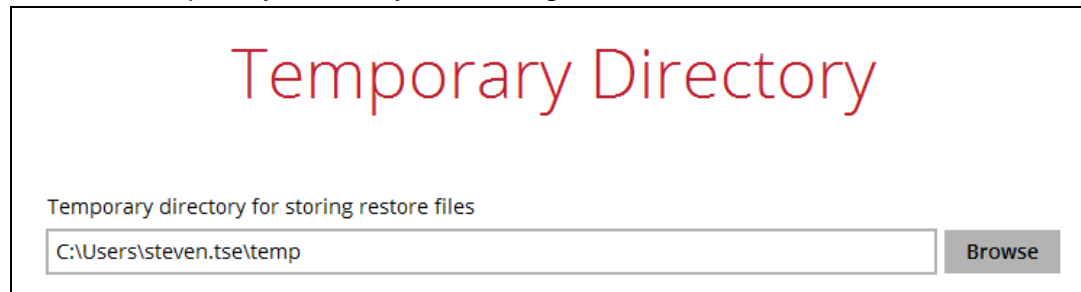 Temporary Directory
Temporary directory for storing restore files
C:\Users\steven.tse\temp
Browse